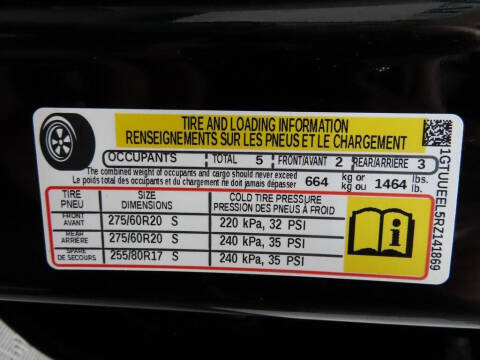 TIRE AND LOADING INFORMATION
RENSEIGNEMENTS SUR LES PNEUS ET LE CHARGEMENT
OCCUPANTS TOTAL 5 FRONT/AVANT 2 REAR/ARRIÈRE 3
The combined weight of occupants and cargo should never exceed
Le poids total des occupants et du chargement ne doit jamais dépasser
664 kg or kg ou 1464 lbs. lb.
TIRE PNEU SIZE DIMENSIONS COLD TIRE PRESSURE PRESSION DES PNEUS À FROID
FRONT AVANT 275/60R20 S 220 kPa, 32 PSI
REAR ARRIÈRE 275/60R20 S 240 kPa, 35 PSI
SPARE DE SECOURS 255/80R17 S 240 kPa, 35 PSI
1GTUUFEL5RZ141869